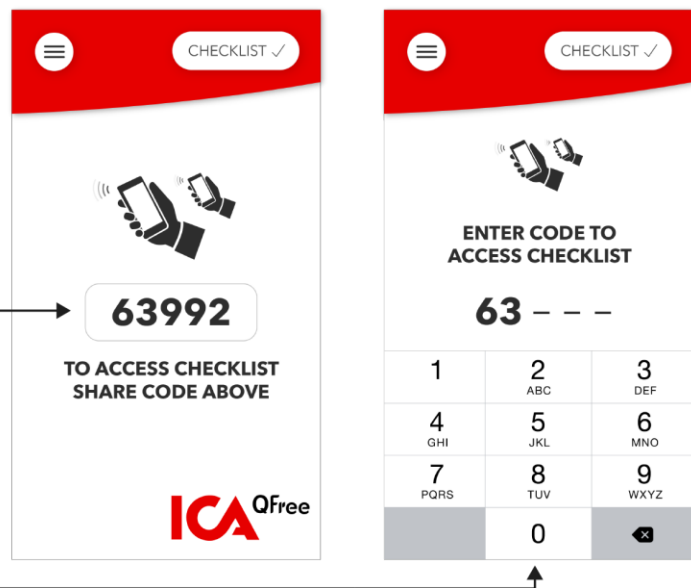 CHECKLIST ✓
63992
TO ACCESS CHECKLIST
SHARE CODE ABOVE
ICA QFree
CHECKLIST ✓
ENTER CODE TO
ACCESS CHECKLIST
63 – – –
1 2 3
ABC DEF
4 5 6
GHI JKL MNO
7 8 9
PQRS TUV WXYZ
0